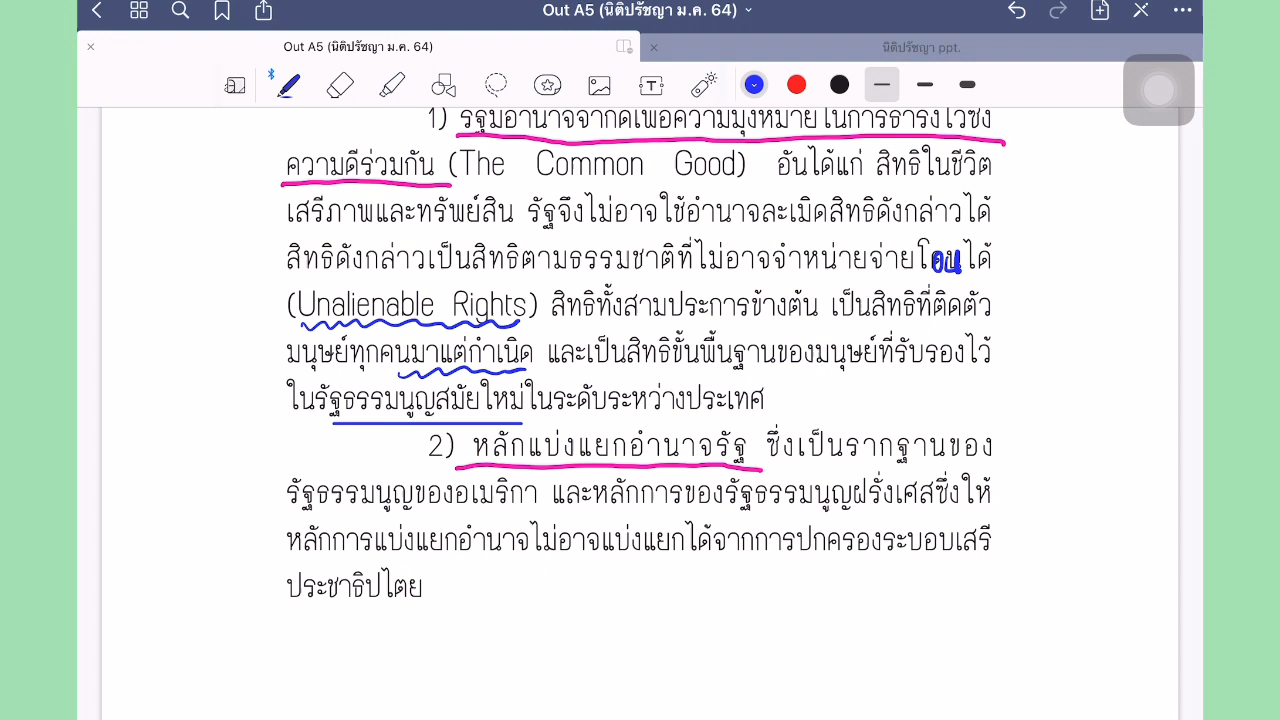 Out A5 (นิติปรัชญา ม.ค. 64)
Out A5 (นิติปรัชญา ม.ค. 64)
นิติปรัชญา ppt.
1) รัฐมีอำนาจจำกัดเพื่อความมุ่งหมายในการธำรงไว้ซึ่ง
ความดีร่วมกัน (The Common Good) อันได้แก่ สิทธิในชีวิต
เสรีภาพและทรัพย์สิน รัฐจึงไม่อาจใช้อำนาจละเมิดสิทธิดังกล่าวได้
สิทธิดังกล่าวเป็นสิทธิตามธรรมชาติที่ไม่อาจจำหน่ายจ่ายโอนได้
(Unalienable Rights) สิทธิทั้งสามประการข้างต้น เป็นสิทธิที่ติดตัว
มนุษย์ทุกคนมาแต่กำเนิด และเป็นสิทธิขั้นพื้นฐานของมนุษย์ที่รับรองไว้
ในรัฐธรรมนูญสมัยใหม่ในระดับระหว่างประเทศ
2) หลักแบ่งแยกอำนาจรัฐ ซึ่งเป็นรากฐานของ
รัฐธรรมนูญของอเมริกา และหลักการของรัฐธรรมนูญฝรั่งเศสซึ่งให้
หลักการแบ่งแยกอำนาจไม่อาจแบ่งแยกได้จากการปกครองระบอบเสรี
ประชาธิปไตย